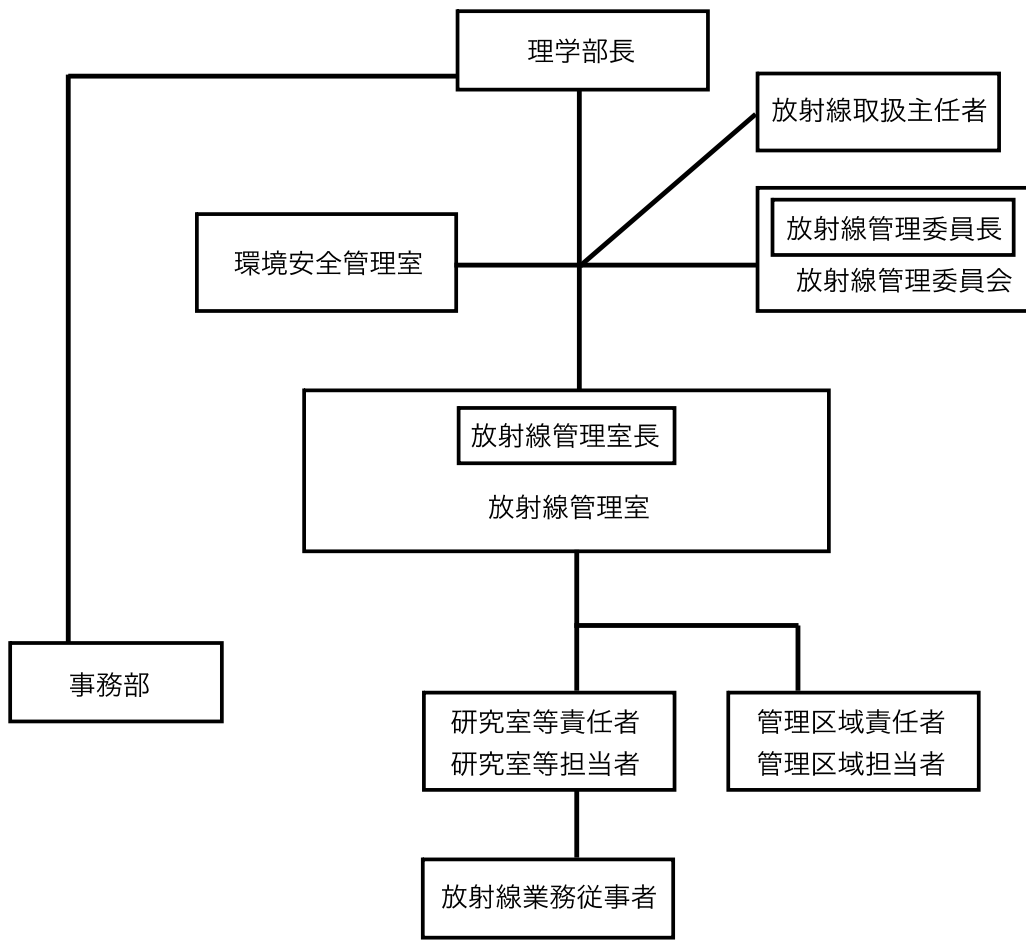 理学部長
放射線取扱主任者
放射線管理委員長
環境安全管理室
放射線管理委員会
放射線管理室長
放射線管理室
事務部
研究室等責任者
研究室等担当者
管理区域責任者
管理区域担当者
放射線業務従事者